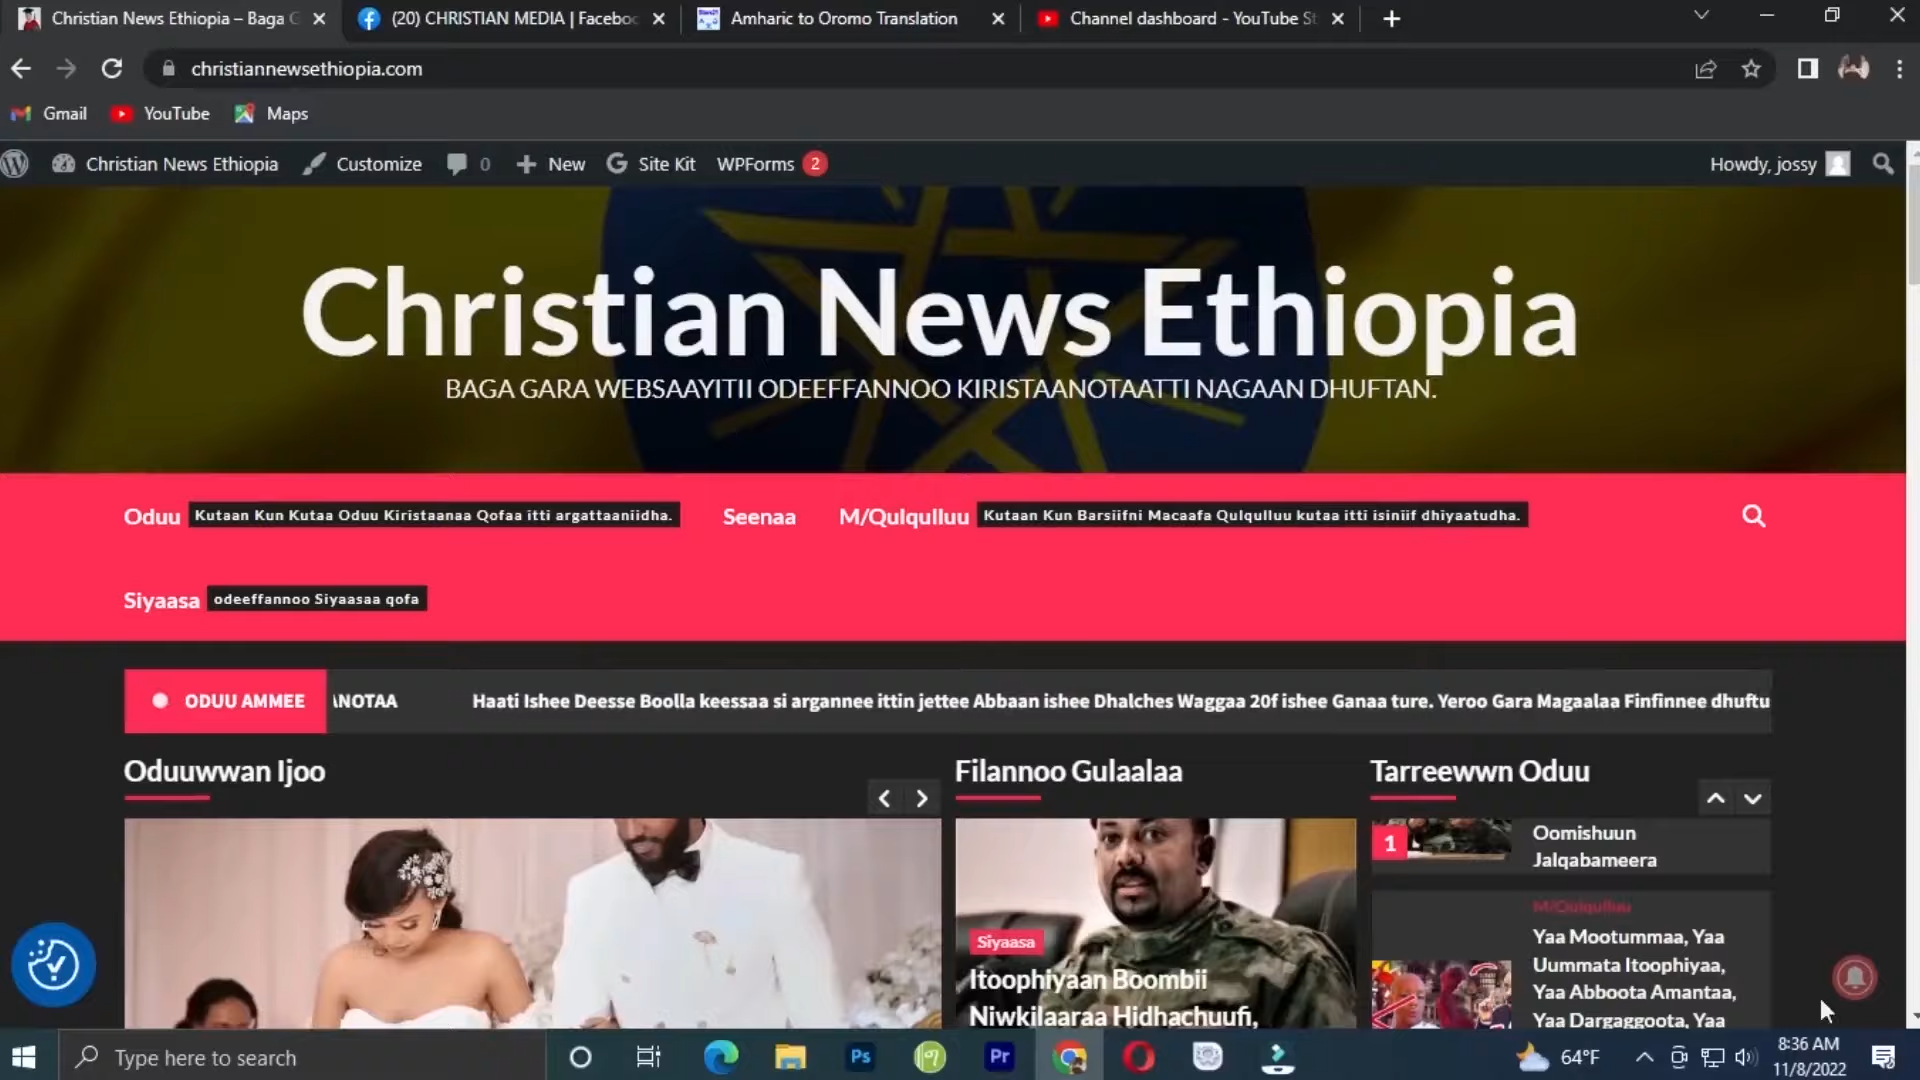 Christian News Ethiopia – Baga G
(20) CHRISTIAN MEDIA | Faceboo
Amharic to Oromo Translation
Channel dashboard - YouTube St
christiannewsethiopia.com
Gmail
YouTube
Maps
Christian News Ethiopia
Customize
0
New
Site Kit
WPForms 2
Howdy, jossy
Christian News Ethiopia
BAGA GARA WEBSAAYITII ODEEFFANNOO KIRISTAANOTAATTI NAGAAN DHUFTAN.
Oduu Kutaan Kun Kutaa Oduu Kiristaanaa Qofaa itti argattaaniidha.
Seenaa
M/Qulqulluu Kutaan Kun Barsiifni Macaafa Qulqulluu kutaa itti isiniif dhiyaatudha.
Siyaasa odeeffannoo Siyaasaa qofa
ODUU AMMEE
ANOTAA
Haati Ishee Deesse Boolla keessaa si argannee ittin jettee Abbaan ishee Dhalches Waggaa 20f ishee Ganaa ture. Yeroo Gara Magaalaa Finfinnee dhuftu
Oduuwwan Ijoo
Filannoo Gulaalaa
Siyaasa
Itoophiyaan Boombii
Niwkilaaraa Hidhachuufi,
Tarreewwn Oduu
1
Oomishuun
Jalqabameera
M/Qulqulluu
Yaa Mootummaa, Yaa
Uummata Itoophiyaa,
Yaa Abboota Amantaa,
Yaa Dargaggoota, Yaa
Type here to search
Ps
Pr
64°F
8:36 AM
11/8/2022